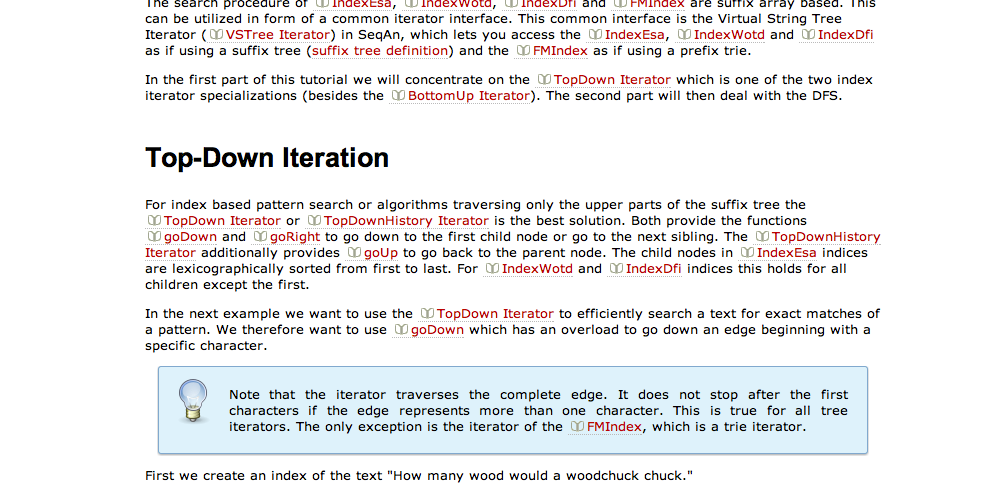 The search procedure of IndexEsa, IndexWotd, IndexDfi and FMIndex are suffix array based. This
can be utilized in form of a common iterator interface. This common interface is the Virtual String Tree
Iterator ( VSTree Iterator) in SeqAn, which lets you access the IndexEsa, IndexWotd and IndexDfi
as if using a suffix tree (suffix tree definition) and the FMIndex as if using a prefix trie.
In the first part of this tutorial we will concentrate on the TopDown Iterator which is one of the two index
iterator specializations (besides the BottomUp Iterator). The second part will then deal with the DFS.
Top-Down Iteration
For index based pattern search or algorithms traversing only the upper parts of the suffix tree the
TopDown Iterator or TopDownHistory Iterator is the best solution. Both provide the functions
goDown and goRight to go down to the first child node or go to the next sibling. The TopDownHistory
Iterator additionally provides goUp to go back to the parent node. The child nodes in IndexEsa indices
are lexicographically sorted from first to last. For IndexWotd and IndexDfi indices this holds for all
children except the first.
In the next example we want to use the TopDown Iterator to efficiently search a text for exact matches of
a pattern. We therefore want to use goDown which has an overload to go down an edge beginning with a
specific character.
Note that the iterator traverses the complete edge. It does not stop after the first
characters if the edge represents more than one character. This is true for all tree
iterators. The only exception is the iterator of the FMIndex, which is a trie iterator.
First we create an index of the text "How many wood would a woodchuck chuck."